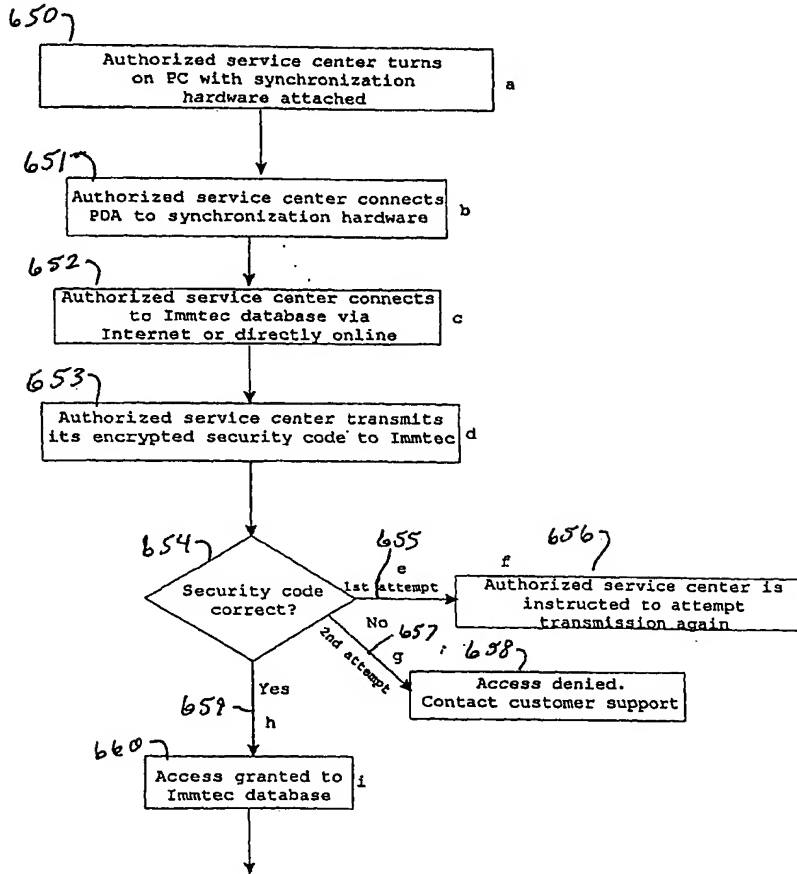 650
Authorized service center turns
on PC with synchronization
hardware attached
a
651
Authorized service center connects
PDA to synchronization hardware
b
652
Authorized service center connects
to Immtec database via
Internet or directly online
c
653
Authorized service center transmits
its encrypted security code to Immtec
d
654
Security code
correct?
655
e
1st attempt
656
f
Authorized service center is
instructed to attempt
transmission again
No
657
g
2nd attempt
658
Access denied.
Contact customer support
Yes
659
h
660
Access granted to
Immtec database
i